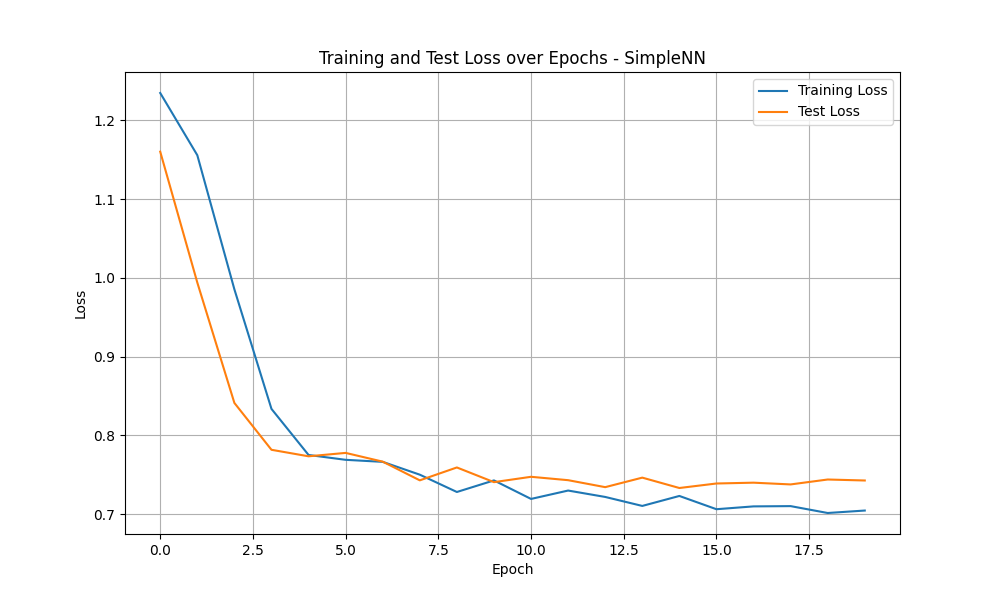 Training and Test Loss over Epochs - SimpleNN
Training Loss
Test Loss
1.2
1.1
1.0
0.9
0.8
0.7
Loss
0.0 2.5 5.0 7.5 10.0 12.5 15.0 17.5
Epoch